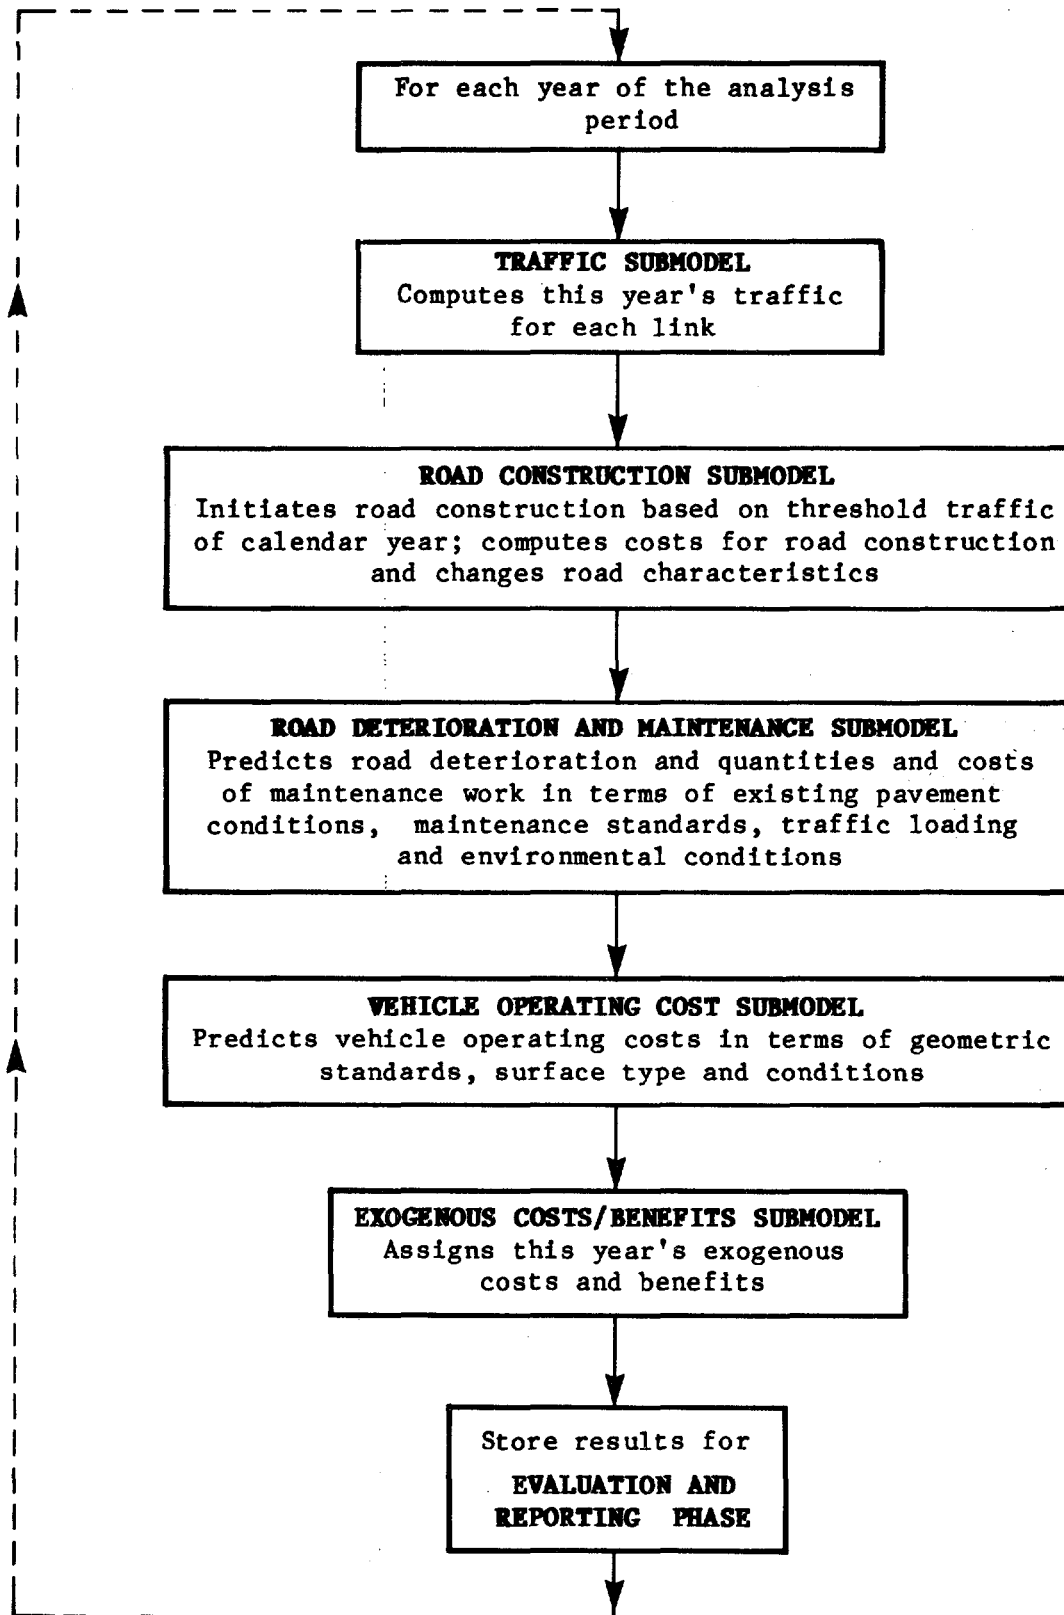 For each year of the analysis
period
TRAFFIC SUBMODEL
Computes this year's traffic
for each link
ROAD CONSTRUCTION SUBMODEL
Initiates road construction based on threshold traffic
of calendar year; computes costs for road construction
and changes road characteristics
ROAD DETERIORATION AND MAINTENANCE SUBMODEL
Predicts road deterioration and quantities and costs
of maintenance work in terms of existing pavement
conditions, maintenance standards, traffic loading
and environmental conditions
VEHICLE OPERATING COST SUBMODEL
Predicts vehicle operating costs in terms of geometric
standards, surface type and conditions
EXOGENOUS COSTS/BENEFITS SUBMODEL
Assigns this year's exogenous
costs and benefits
Store results for
EVALUATION AND
REPORTING PHASE